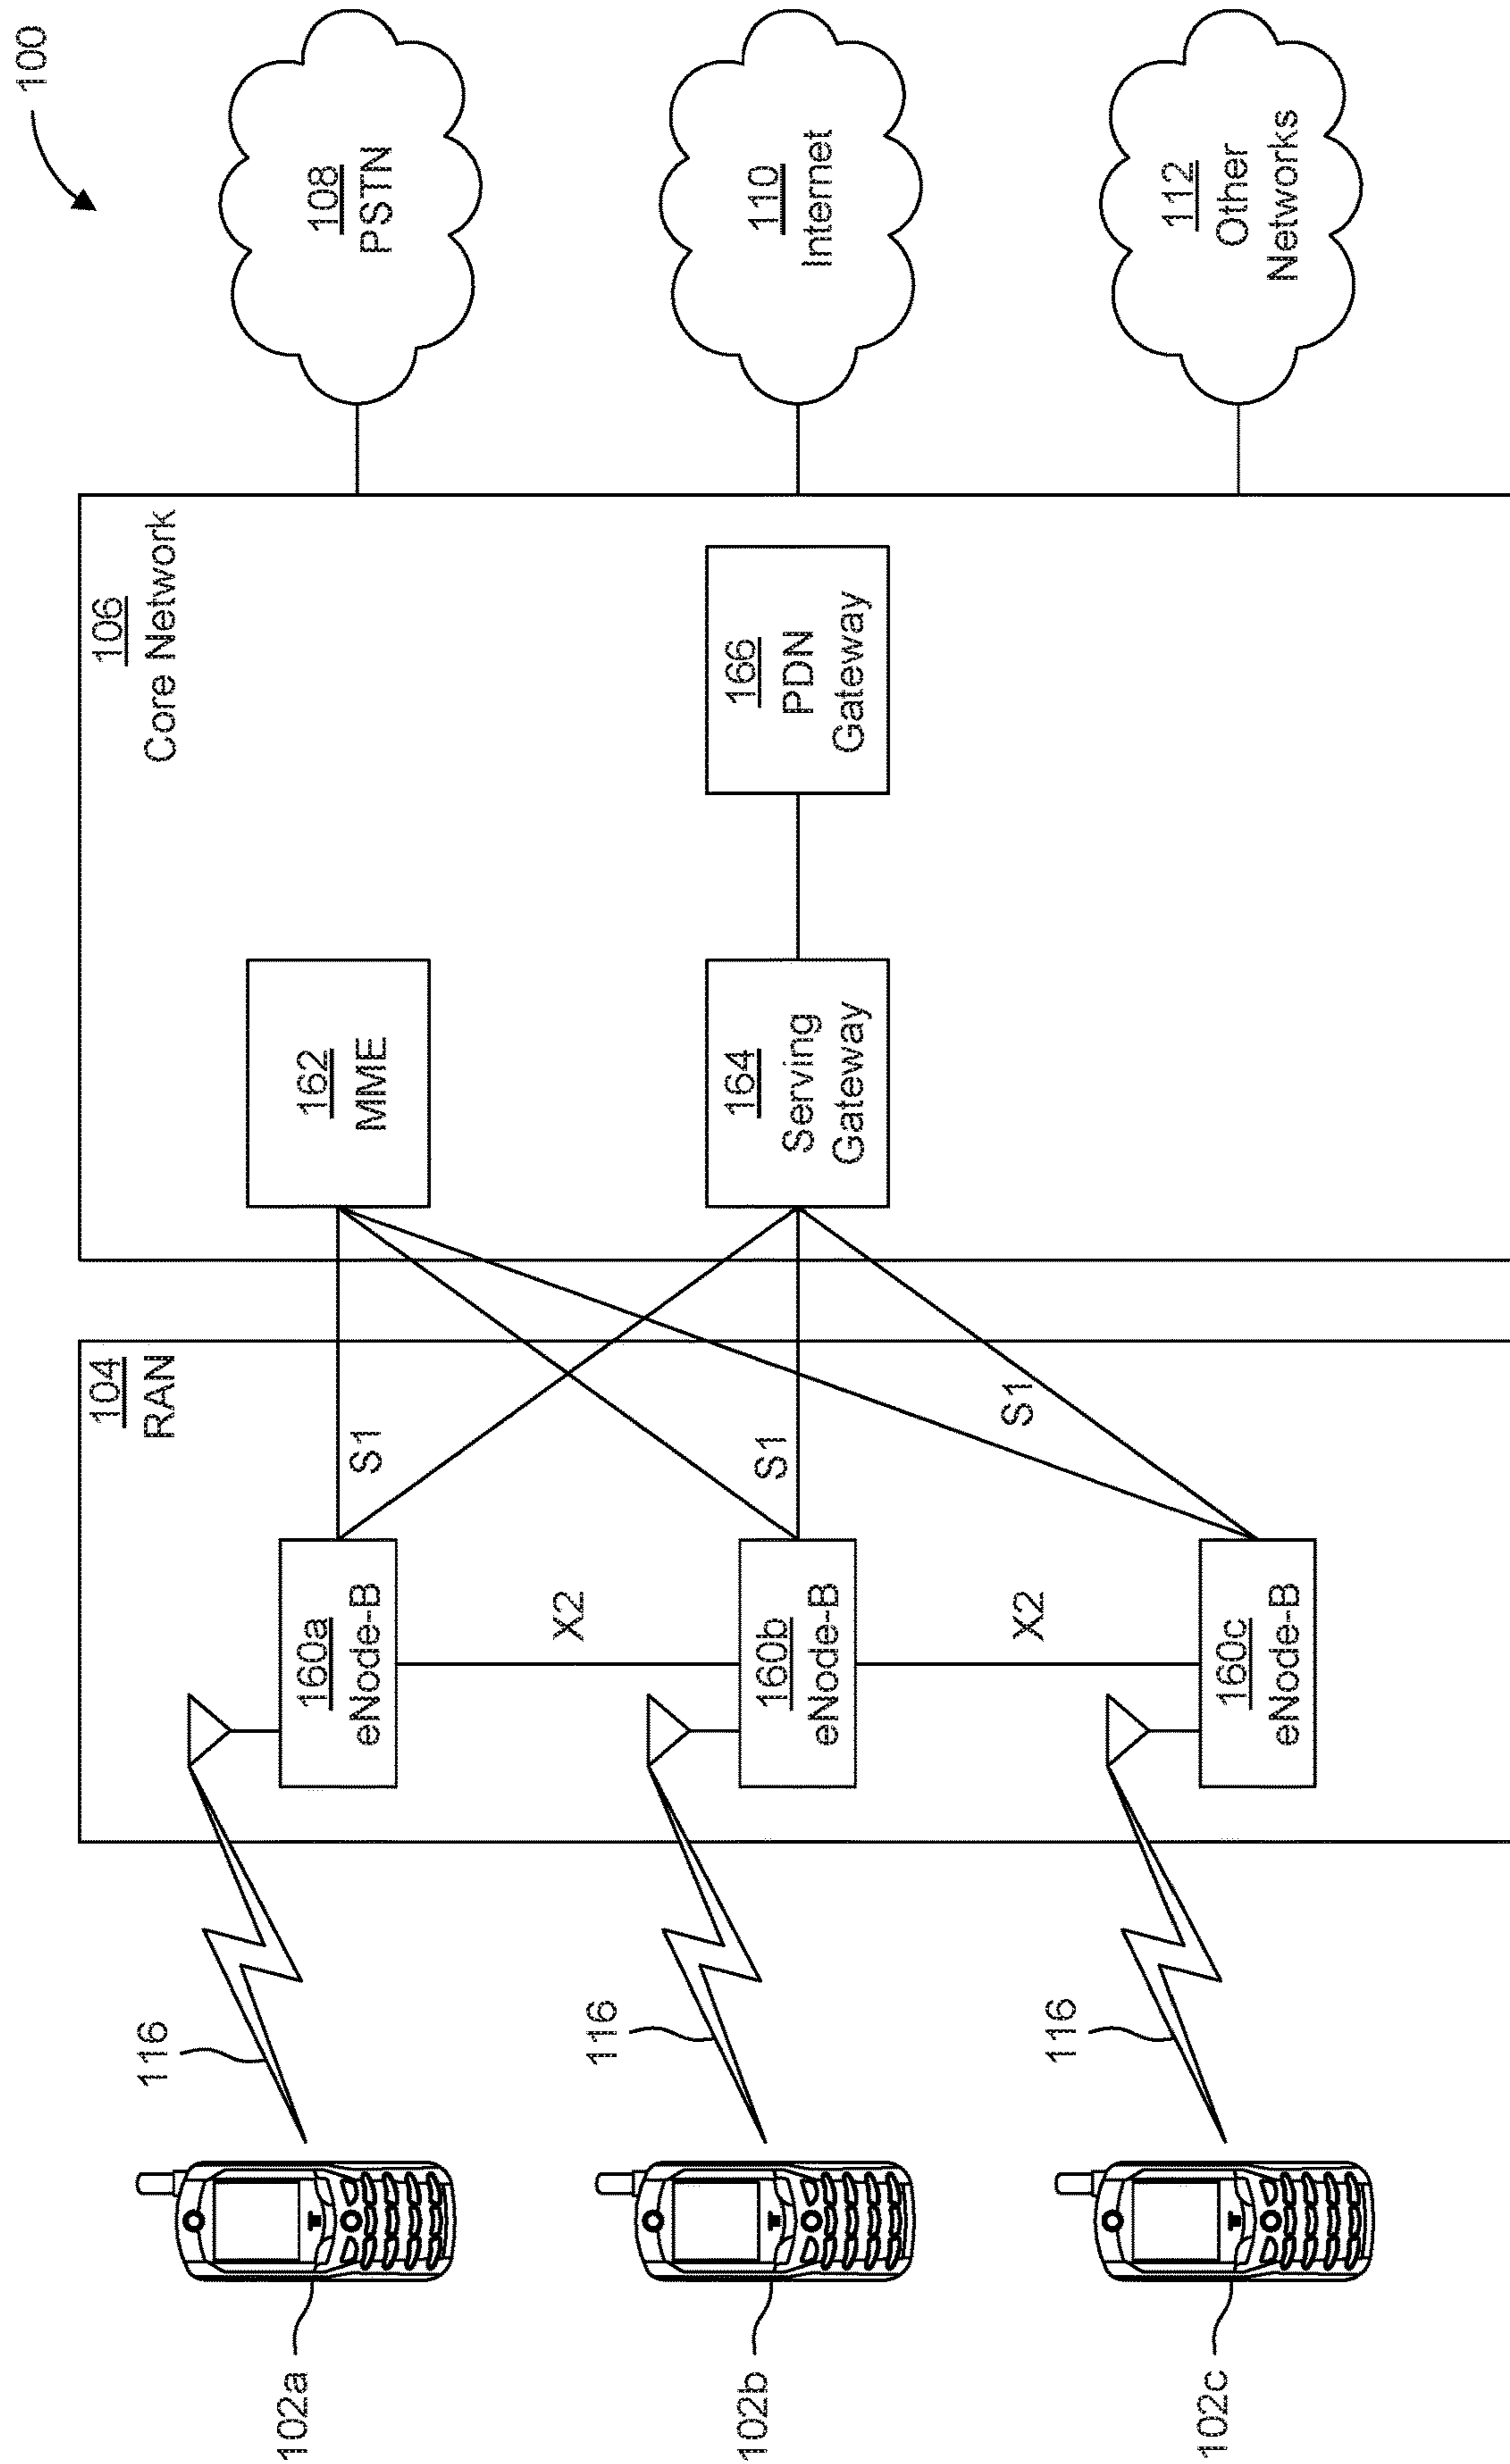 100
102a
116
104
RAN
160a
eNode-B
S1
106
Core Network
162
MME
108
PSTN
X2
102b
116
160b
eNode-B
S1
164
Serving
Gateway
166
PDN
Gateway
110
Internet
X2
102c
116
160c
eNode-B
S1
112
Other
Networks